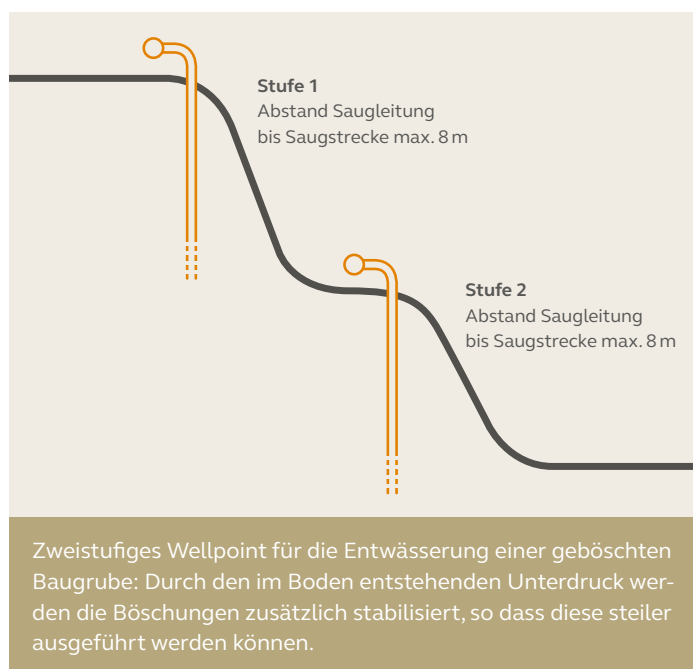 Stufe 1
Abstand Saugleitung
bis Saugstrecke max. 8 m
Stufe 2
Abstand Saugleitung
bis Saugstrecke max. 8 m
Zweistufiges Wellpoint für die Entwässerung einer geböschten
Baugrube: Durch den im Boden entstehenden Unterdruck wer-
den die Böschungen zusätzlich stabilisiert, so dass diese steiler
ausgeführt werden können.